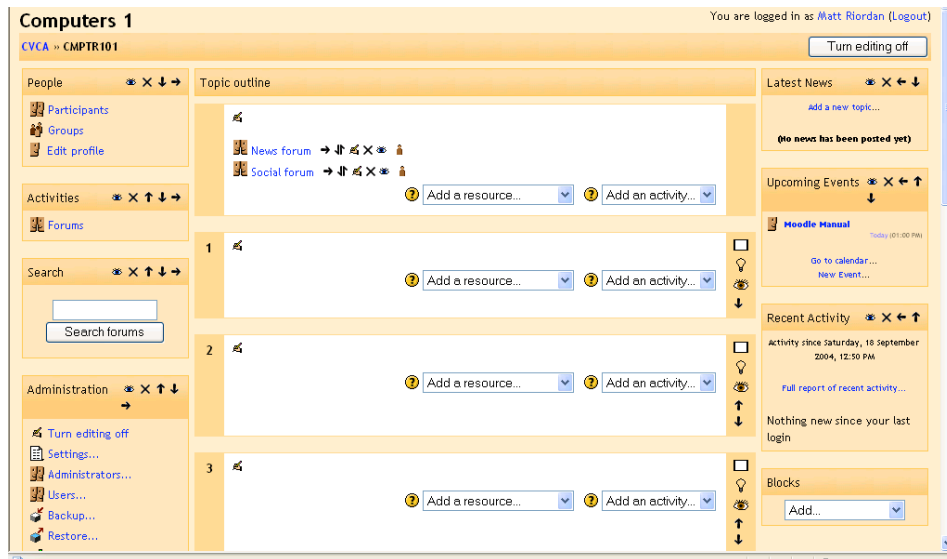 Computers 1
You are logged in as Matt Riordan (Logout)
CVCA » CMPTR101
Turn editing off
People
Participants
Groups
Edit profile
Activities
Forums
Search
Search forums
Administration
Turn editing off
Settings...
Administrators...
Users...
Backup...
Restore...
Topic outline
News forum
Social forum
Add a resource...
Add an activity...
1
Add a resource...
Add an activity...
2
Add a resource...
Add an activity...
3
Add a resource...
Add an activity...
Latest News
Add a new topic...
(No news has been posted yet)
Upcoming Events
Moodle Manual
Today (01:00 PM)
Go to calendar...
New Event...
Recent Activity
Activity since Saturday, 18 September
2004, 12:50 PM
Full report of recent activity...
Nothing new since your last
login
Blocks
Add...